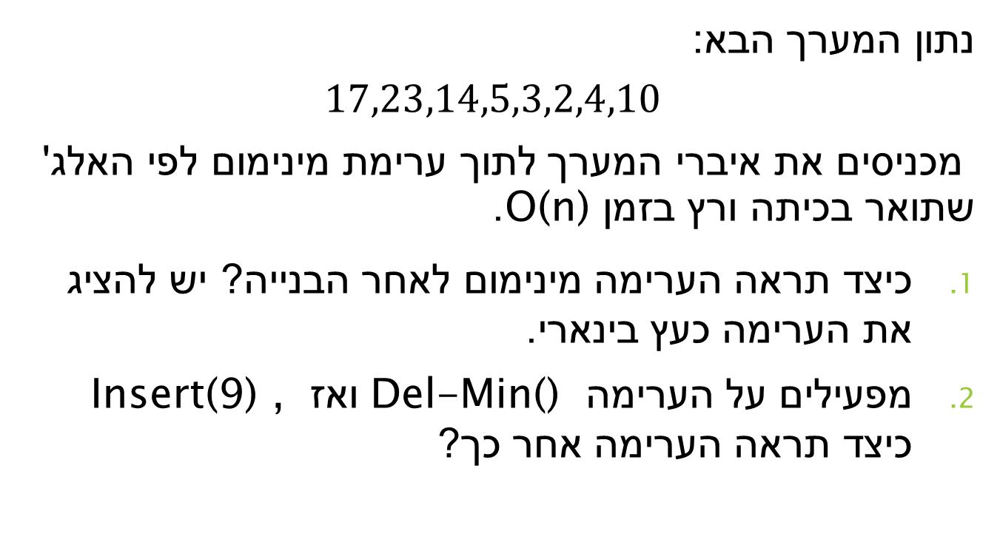 נתון המערך הבא:
17,23,14,5,3,2,4,10
מכניסים את איברי המערך לתוך ערימת מינימום לפי האלג'
שתואר בכיתה ורץ בזמן O(n).
1. כיצד תראה הערימה מינימום לאחר הבנייה? יש להציג
את הערימה כעץ בינארי.
2. מפעילים על הערימה Del-Min() ואז , Insert(9)
כיצד תראה הערימה אחר כך?